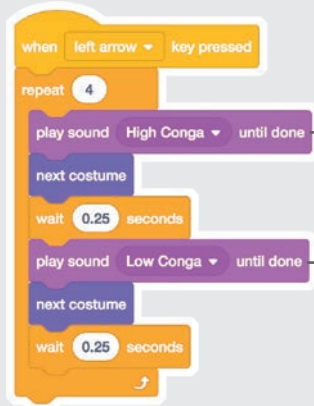 when left arrow key pressed
repeat 4
play sound High Conga until done
next costume
wait 0.25 seconds
play sound Low Conga until done
next costume
wait 0.25 seconds